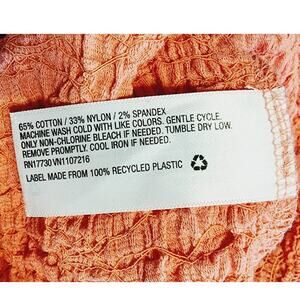 65% COTTON / 33% NYLON / 2% SPANDEX
MACHINE WASH COLD WITH LIKE COLORS. GENTLE CYCLE.
ONLY NON-CHLORINE BLEACH IF NEEDED. TUMBLE DRY LOW.
REMOVE PROMPTLY. COOL IRON IF NEEDED.
RN17730 VN1107216
LABEL MADE FROM 100% RECYCLED PLASTIC